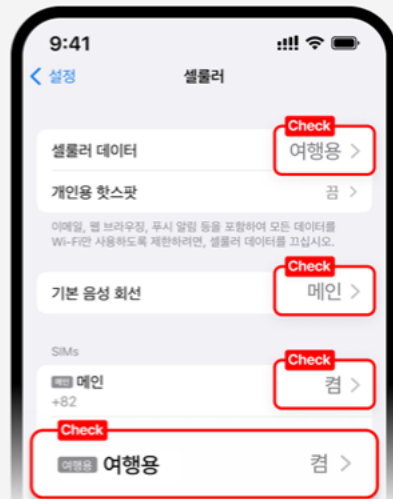 9:41
설정
셀룰러
Check
셀룰러 데이터 여행용
개인용 핫스팟 끔
이메일, 웹 브라우징, 푸시 알림 등을 포함하여 모든 데이터를
Wi-Fi만 사용하도록 제한하려면, 셀룰러 데이터를 끄십시오.
Check
기본 음성 회선 메인
SIMs
Check
메인 메인 켬
+82
Check
여행용 여행용 켬